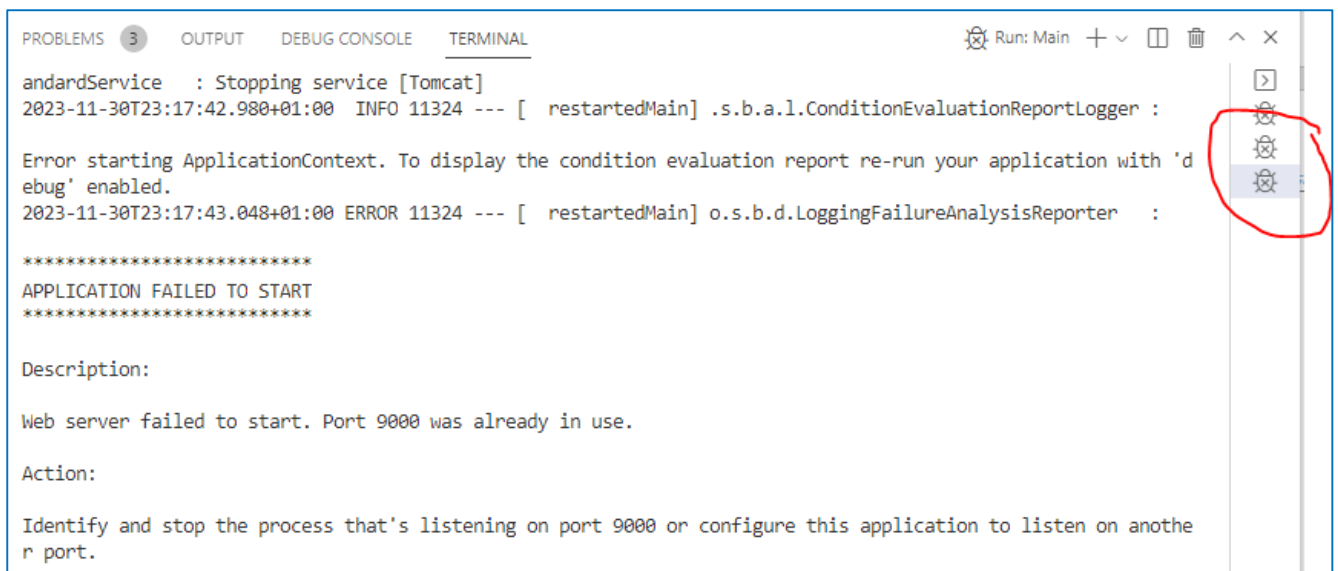 PROBLEMS 3 OUTPUT DEBUG CONSOLE TERMINAL Run: Main
andardService   : Stopping service [Tomcat]
2023-11-30T23:17:42.980+01:00  INFO 11324 --- [  restartedMain] .s.b.a.l.ConditionEvaluationReportLogger :
Error starting ApplicationContext. To display the condition evaluation report re-run your application with 'd
ebug' enabled.
2023-11-30T23:17:43.048+01:00 ERROR 11324 --- [  restartedMain] o.s.b.d.LoggingFailureAnalysisReporter   :
***************************
APPLICATION FAILED TO START
***************************
Description:
Web server failed to start. Port 9000 was already in use.
Action:
Identify and stop the process that's listening on port 9000 or configure this application to listen on anothe
r port.